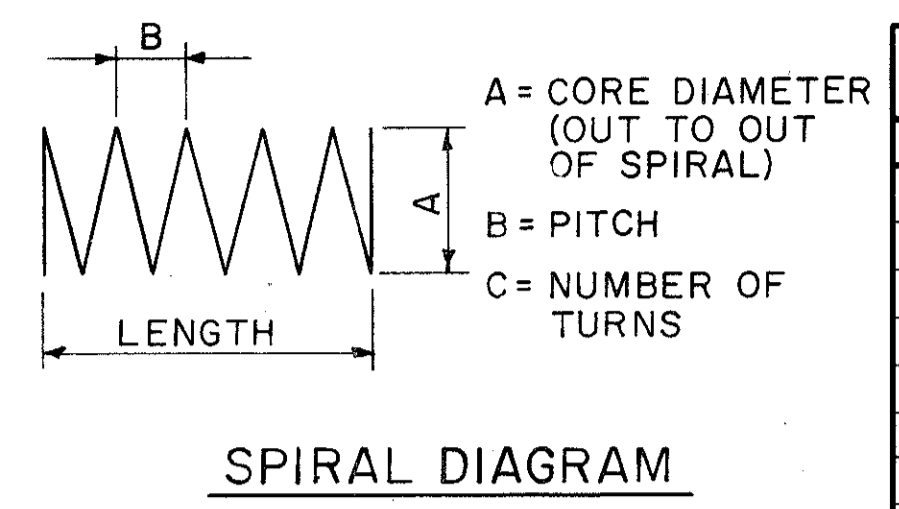 B
A = CORE DIAMETER
(OUT TO OUT
OF SPIRAL)
A
B = PITCH
C = NUMBER OF
TURNS
LENGTH
SPIRAL DIAGRAM